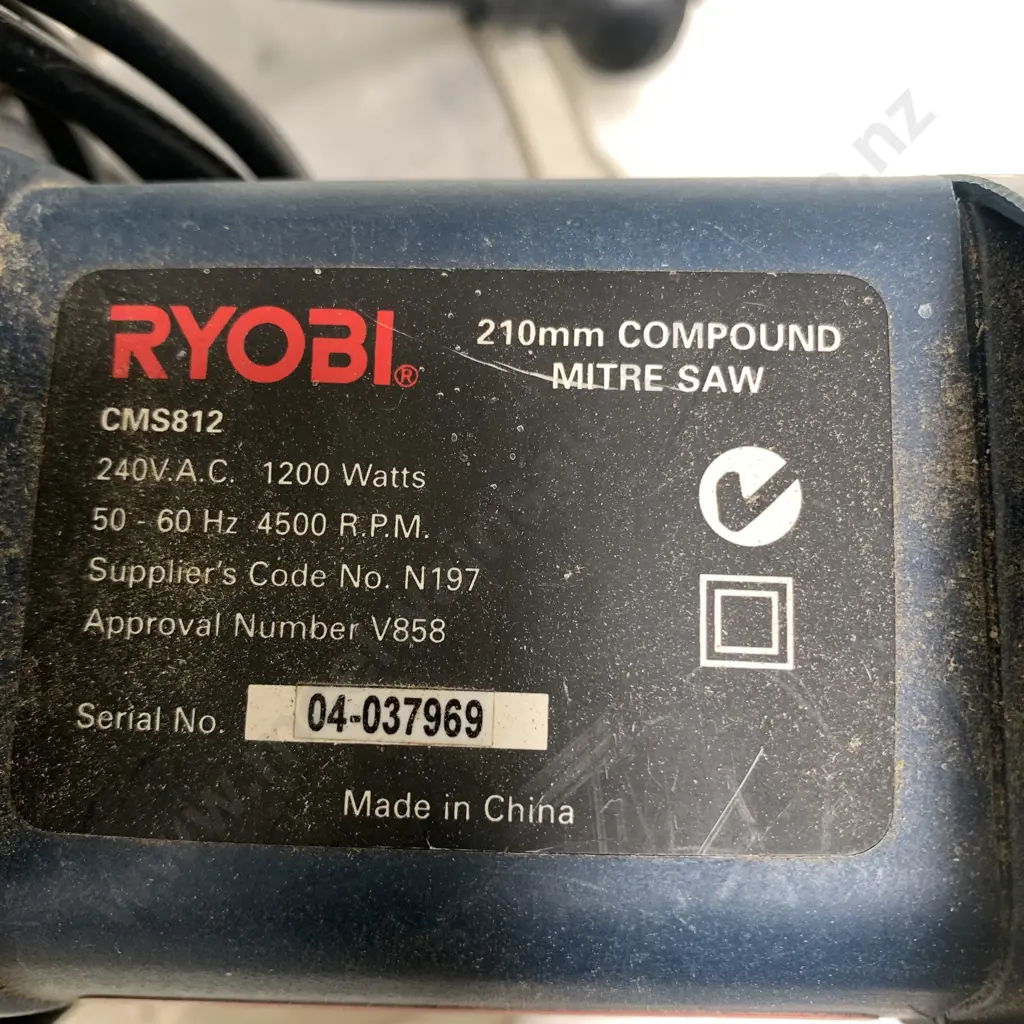 RYOBI®
210mm COMPOUND
MITRE SAW
CMS812
240V.A.C. 1200 Watts
50 - 60 Hz 4500 R.P.M.
Supplier's Code No. N197
Approval Number V858
Serial No. 04-037969
Made in China